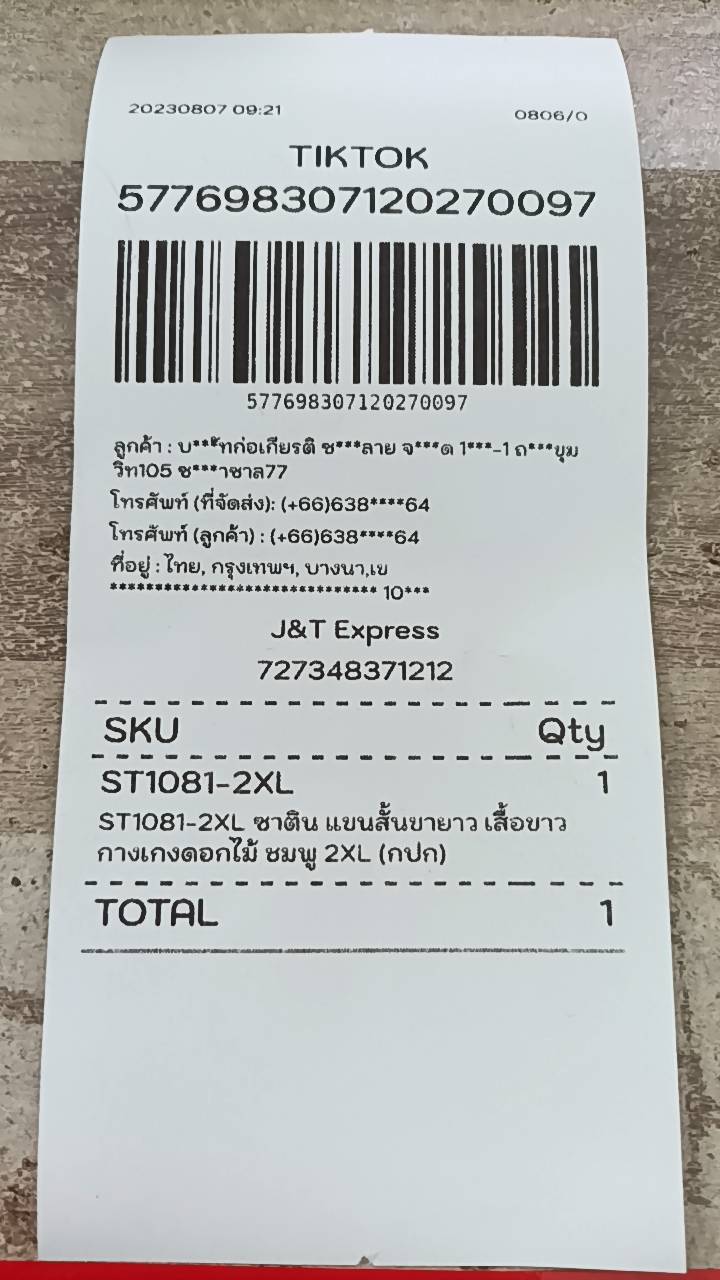 20230807 09:21 0806/0
TIKTOK
577698307120270097
577698307120270097
ลูกค้า : บ***ัทก่อเกียรติ ช***ลาย จ***ด 1***-1 ถ***ขุม
วิท105 ซ***าซาล77
โทรศัพท์ (ที่จัดส่ง): (+66)638****64
โทรศัพท์ (ลูกค้า) : (+66)638****64
ที่อยู่ : ไทย, กรุงเทพฯ, บางนา,เข
***************************** 10***
J&T Express
727348371212
SKU Qty
ST1081-2XL 1
ST1081-2XL ซาติน แขนสั้นขายาว เสื้อขาว
กางเกงดอกไม้ ชมพู 2XL (กปก)
TOTAL 1